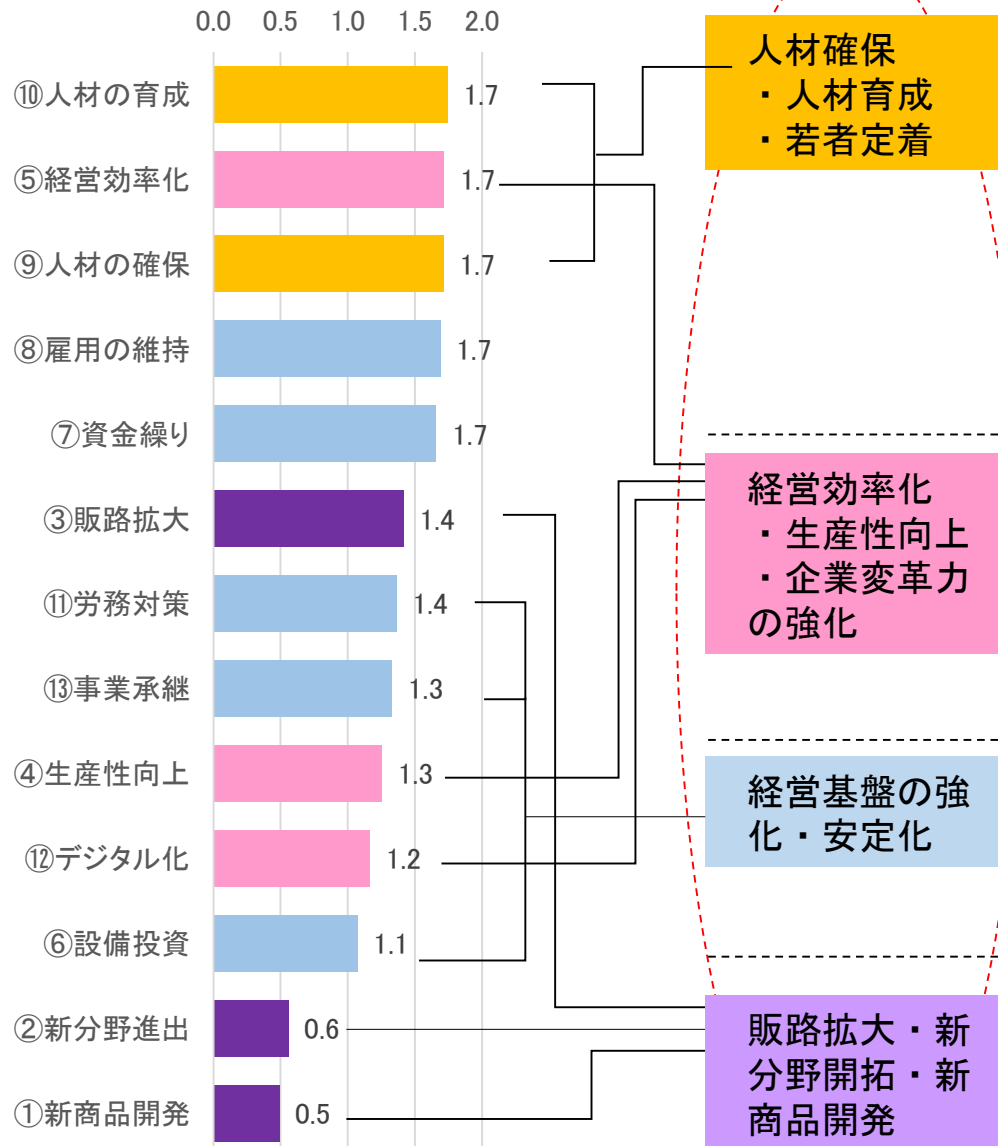 0.0 0.5 1.0 1.5 2.0
⑩人材の育成 1.7
⑤経営効率化 1.7
⑨人材の確保 1.7
⑧雇用の維持 1.7
⑦資金繰り 1.7
③販路拡大 1.4
⑪労務対策 1.4
⑬事業承継 1.3
④生産性向上 1.3
⑫デジタル化 1.2
⑥設備投資 1.1
②新分野進出 0.6
①新商品開発 0.5
人材確保
・人材育成
・若者定着
経営効率化
・生産性向上
・企業変革力
の強化
経営基盤の強
化・安定化
販路拡大・新
分野開拓・新
商品開発